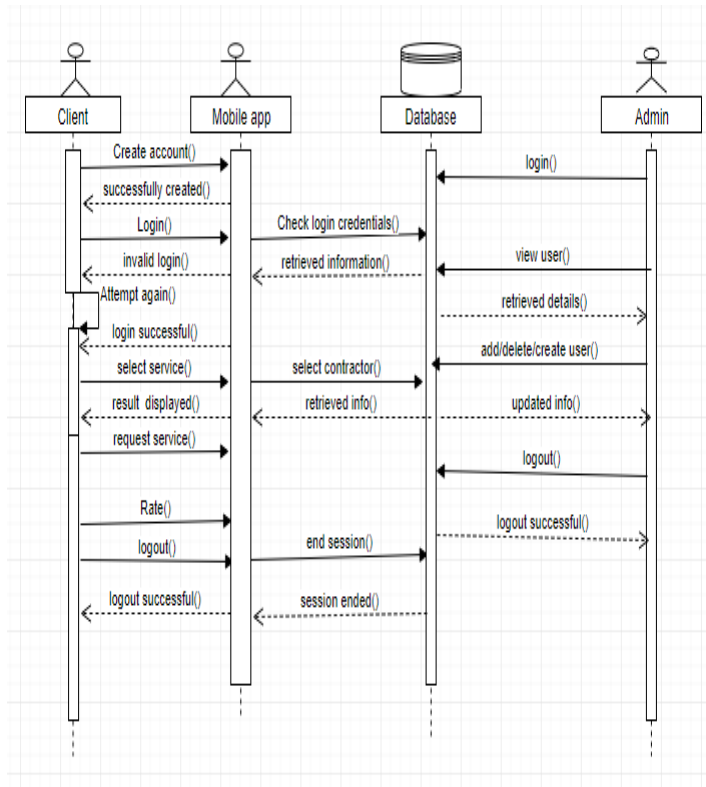 Client
Mobile app
Database
Admin
Create account()
login()
successfully created()
Login()
Check login credentials()
invalid login()
retrieved information()
view user()
Attempt again()
retrieved details()
login successful()
add/delete/create user()
select service()
select contractor()
result displayed()
retrieved info()
updated info()
request service()
logout()
Rate()
logout successful()
logout()
end session()
logout successful()
session ended()